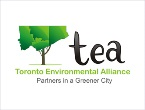 tea
Toronto Environmental Alliance
Partners in a Greener City